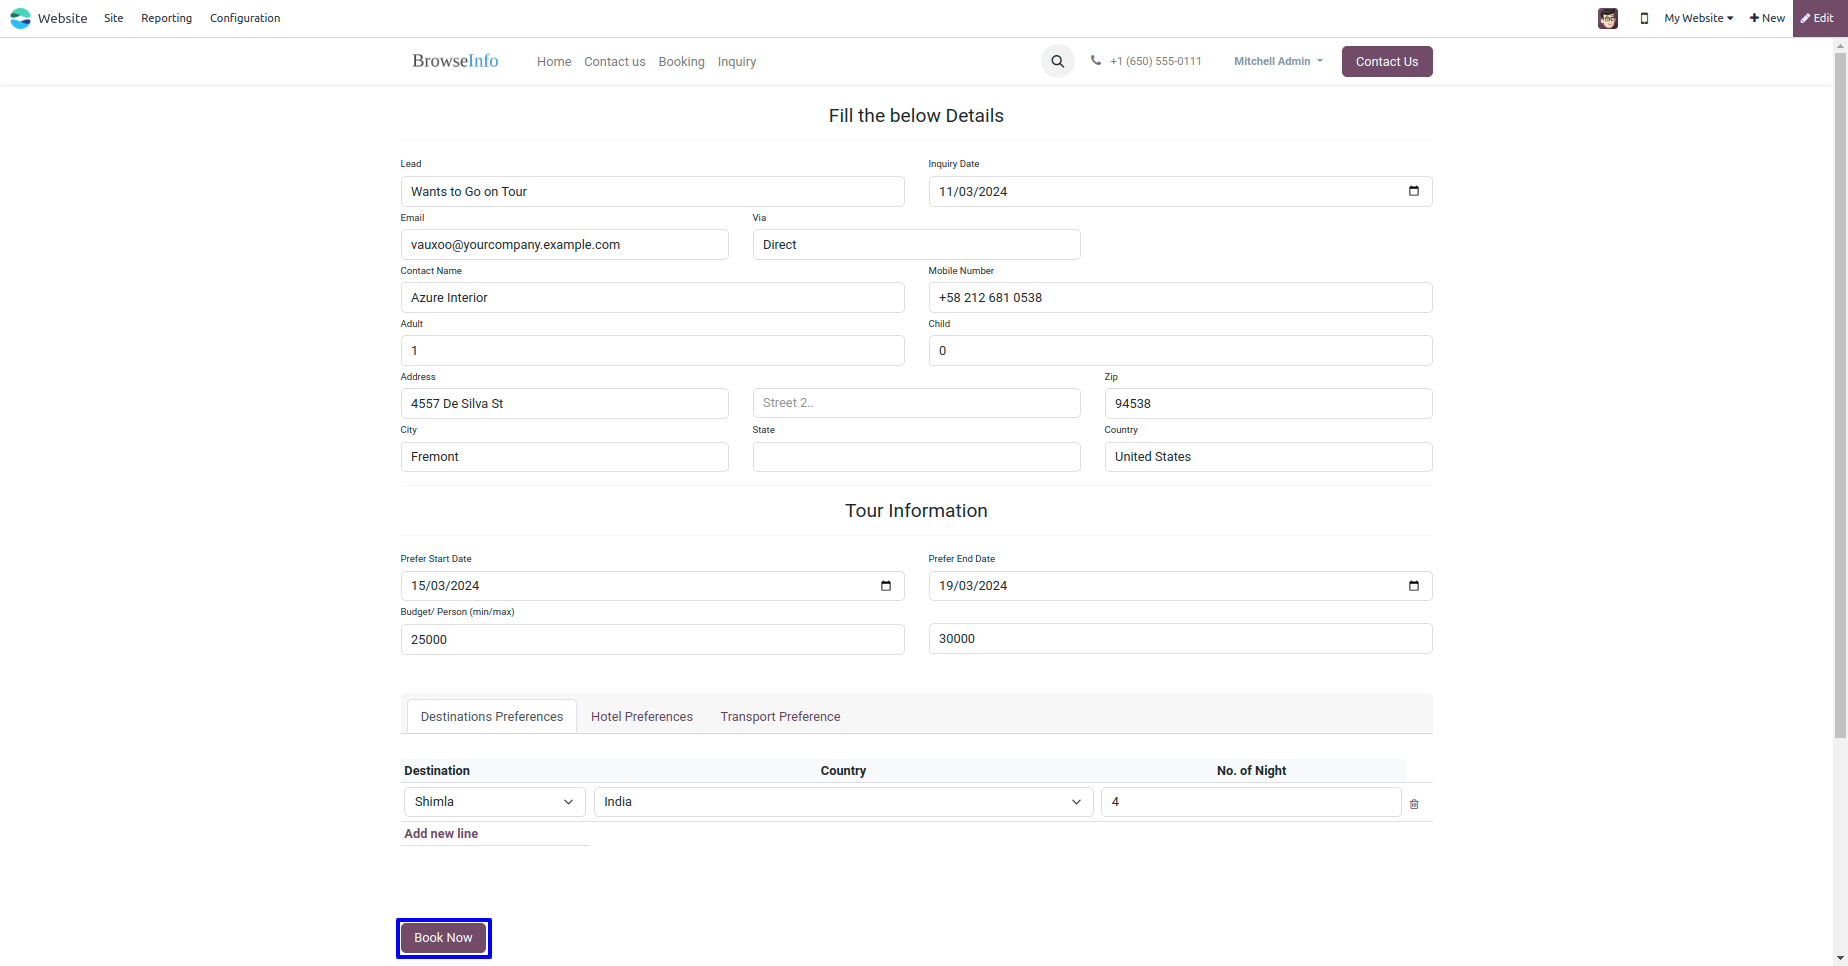 Website Site Reporting Configuration My Website New Edit
BrowseInfo Home Contact us Booking Inquiry +1 (650) 555-0111 Mitchell Admin Contact Us
Fill the below Details
Lead Inquiry Date
Wants to Go on Tour 11/03/2024
Email Via
vauxoo@yourcompany.example.com Direct
Contact Name Mobile Number
Azure Interior +58 212 681 0538
Adult Child
1 0
Address Zip
4557 De Silva St Street 2.. 94538
City State Country
Fremont United States
Tour Information
Prefer Start Date Prefer End Date
15/03/2024 19/03/2024
Budget/ Person (min/max)
25000 30000
Destinations Preferences Hotel Preferences Transport Preference
Destination Country No. of Night
Shimla India 4
Add new line
Book Now